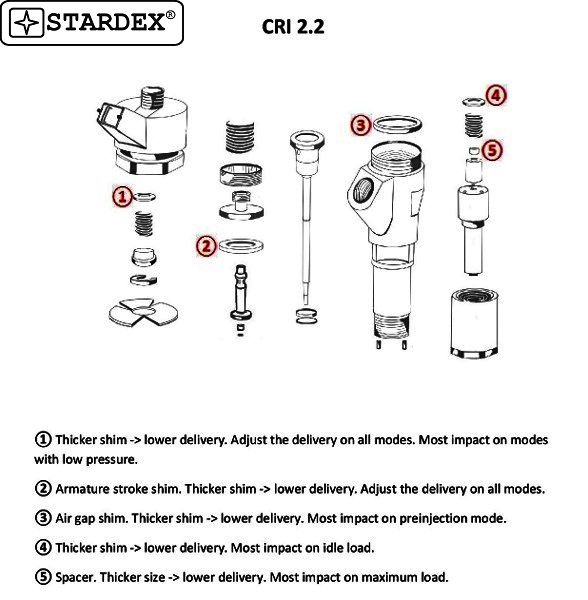 STARDEX®
CRI 2.2
4
3
5
1
2
① Thicker shim -> lower delivery. Adjust the delivery on all modes. Most impact on modes
with low pressure.
② Armature stroke shim. Thicker shim -> lower delivery. Adjust the delivery on all modes.
③ Air gap shim. Thicker shim -> lower delivery. Most impact on preinjection mode.
④ Thicker shim -> lower delivery. Most impact on idle load.
⑤ Spacer. Thicker size -> lower delivery. Most impact on maximum load.